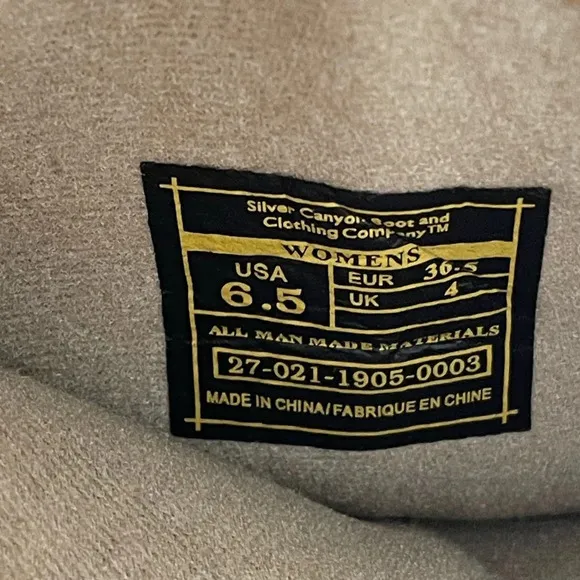 Silver Canyon Boot and
Clothing Company™
WOMENS
USA
6.5
EUR 36.5
UK 4
ALL MAN MADE MATERIALS
27-021-1905-0003
MADE IN CHINA/FABRIQUE EN CHINE